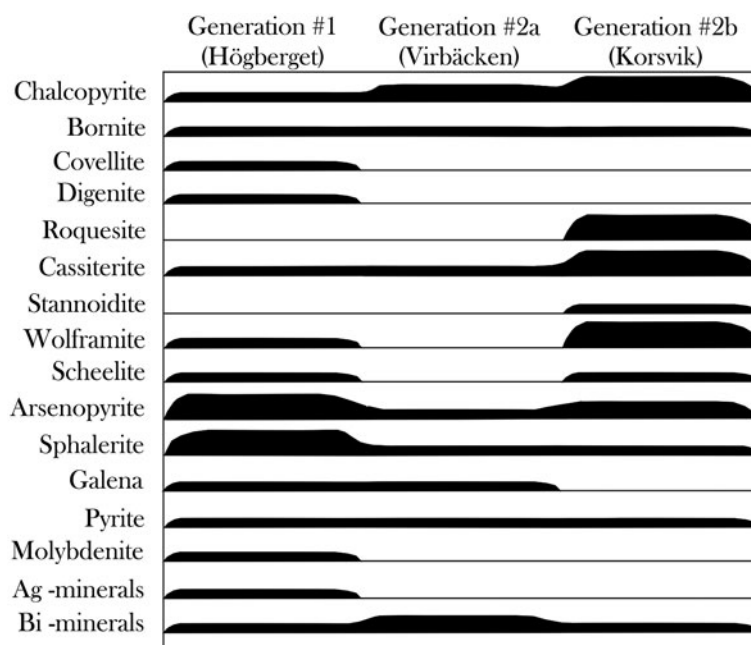 Generation #1 Generation #2a Generation #2b
(Högberget) (Virbäcken) (Korsvik)
Chalcopyrite
Bornite
Covellite
Digenite
Roquesite
Cassiterite
Stannoidite
Wolframite
Scheelite
Arsenopyrite
Sphalerite
Galena
Pyrite
Molybdenite
Ag -minerals
Bi -minerals